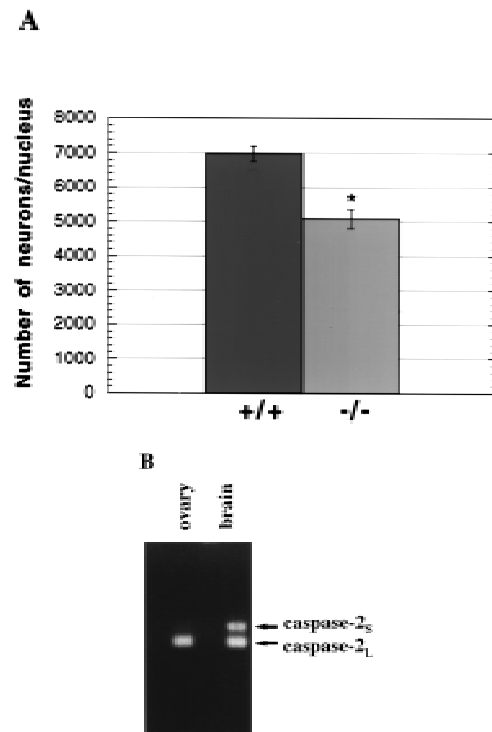 A
Number of neurons/nucleus
8000
7000
6000
5000
4000
3000
2000
1000
0
*
+/+
-/-
B
ovary
brain
caspase-2S
caspase-2L